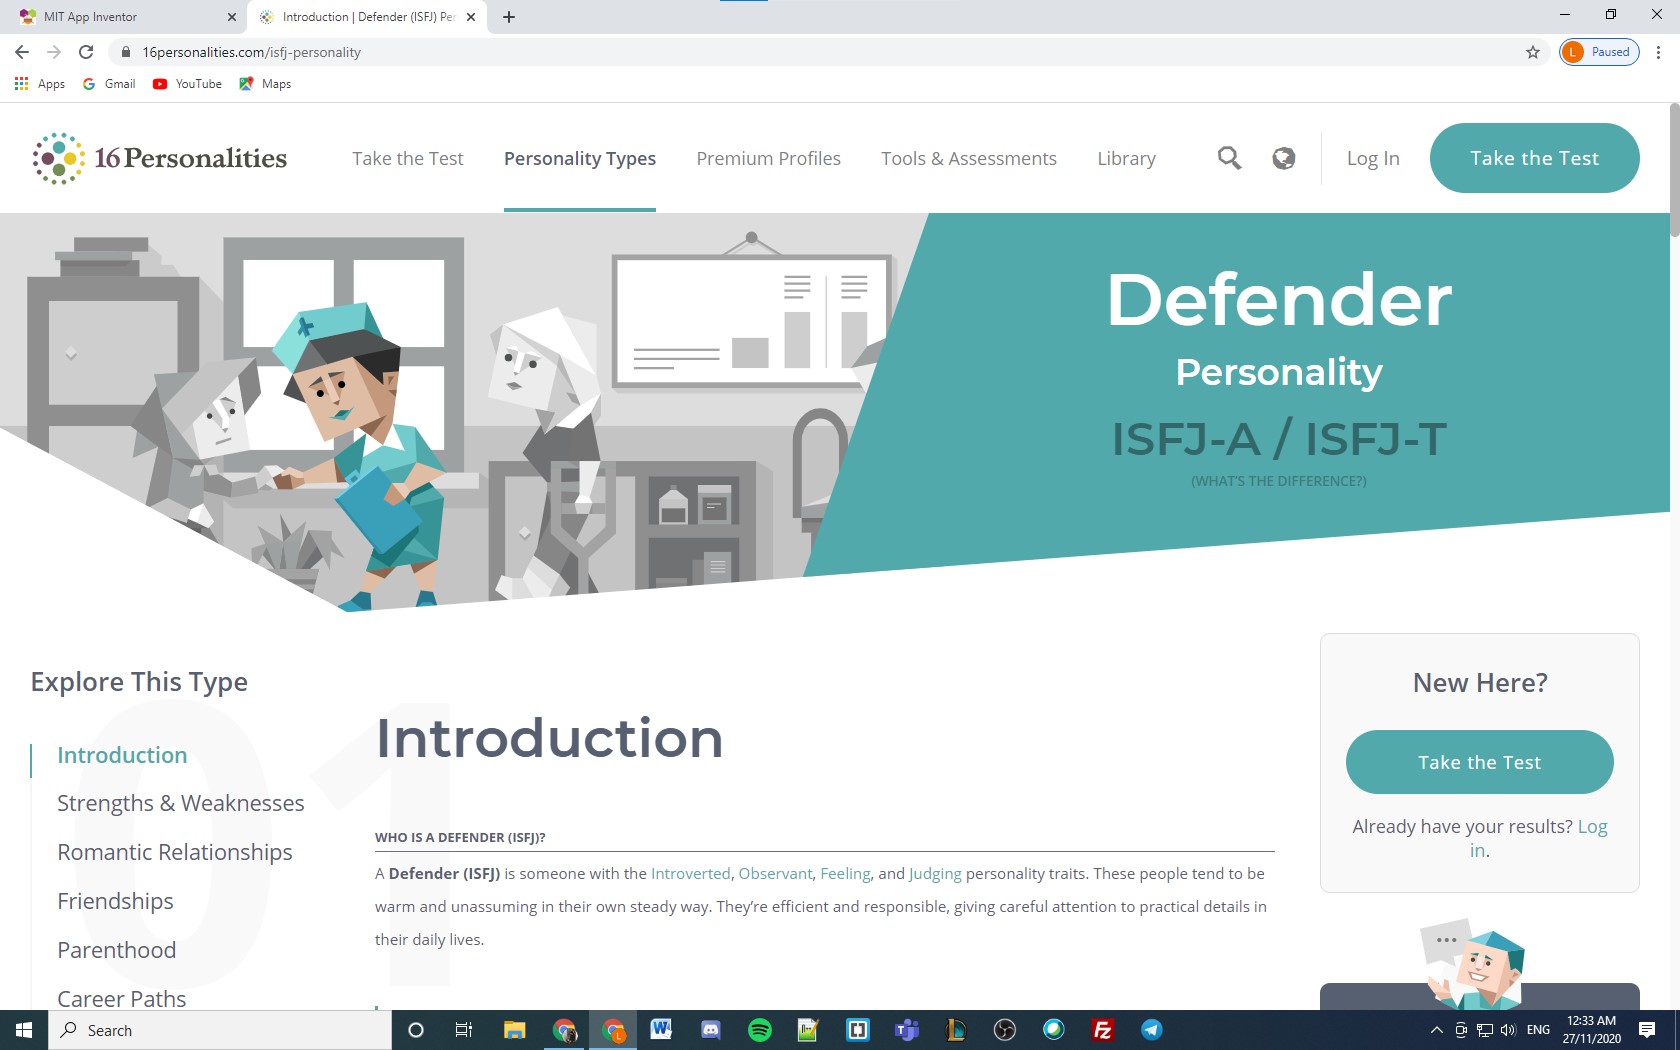 MIT App Inventor
Introduction | Defender (ISFJ) Per
16personalities.com/isfj-personality
L Paused
Apps Gmail YouTube Maps
16Personalities
Take the Test Personality Types Premium Profiles Tools & Assessments Library Log In Take the Test
Defender
Personality
ISFJ-A / ISFJ-T
(WHAT'S THE DIFFERENCE?)
Explore This Type
01
Introduction
Strengths & Weaknesses
Romantic Relationships
Friendships
Parenthood
Career Paths
Introduction
WHO IS A DEFENDER (ISFJ)?
A Defender (ISFJ) is someone with the Introverted, Observant, Feeling, and Judging personality traits. These people tend to be
warm and unassuming in their own steady way. They’re efficient and responsible, giving careful attention to practical details in
their daily lives.
New Here?
Take the Test
Already have your results? Log
in.
Search
L
W
T
Fz
ENG
12:33 AM
27/11/2020